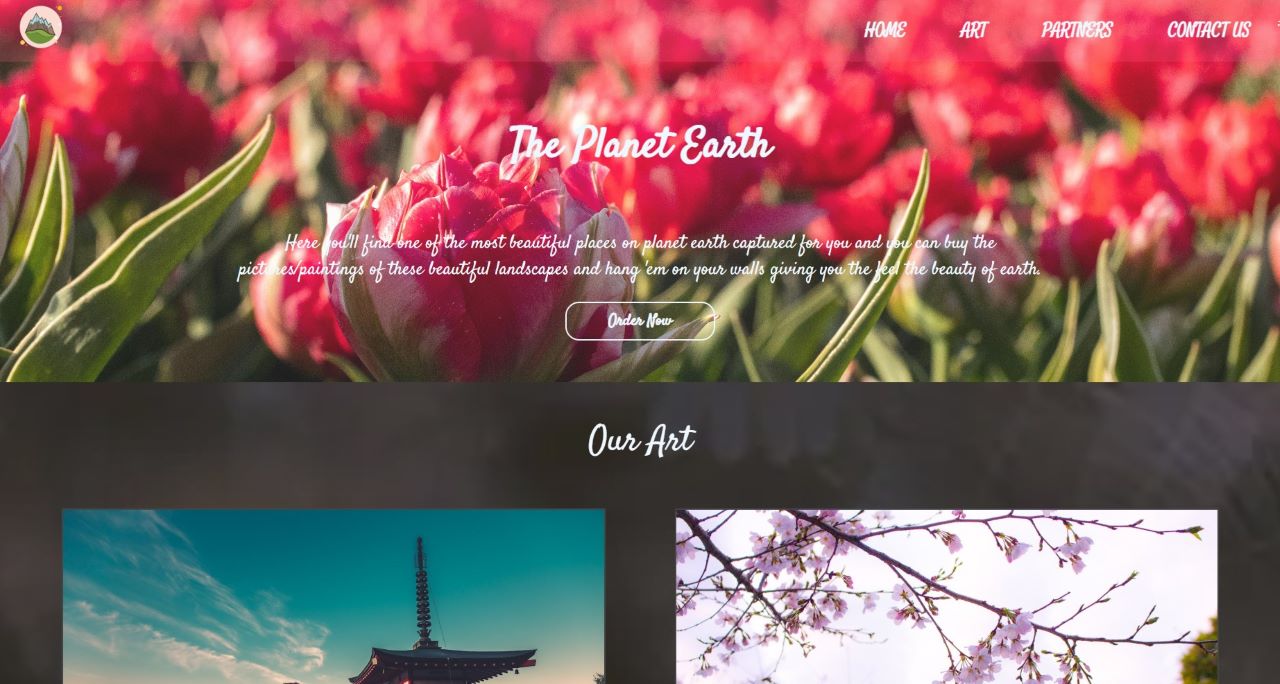 HOME ART PARTNERS CONTACT US
The Planet Earth
Here you'll find one of the most beautiful places on planet earth captured for you and you can buy the
pictures/paintings of these beautiful landscapes and hang 'em on your walls giving you the feel the beauty of earth.
Order Now
Our Art